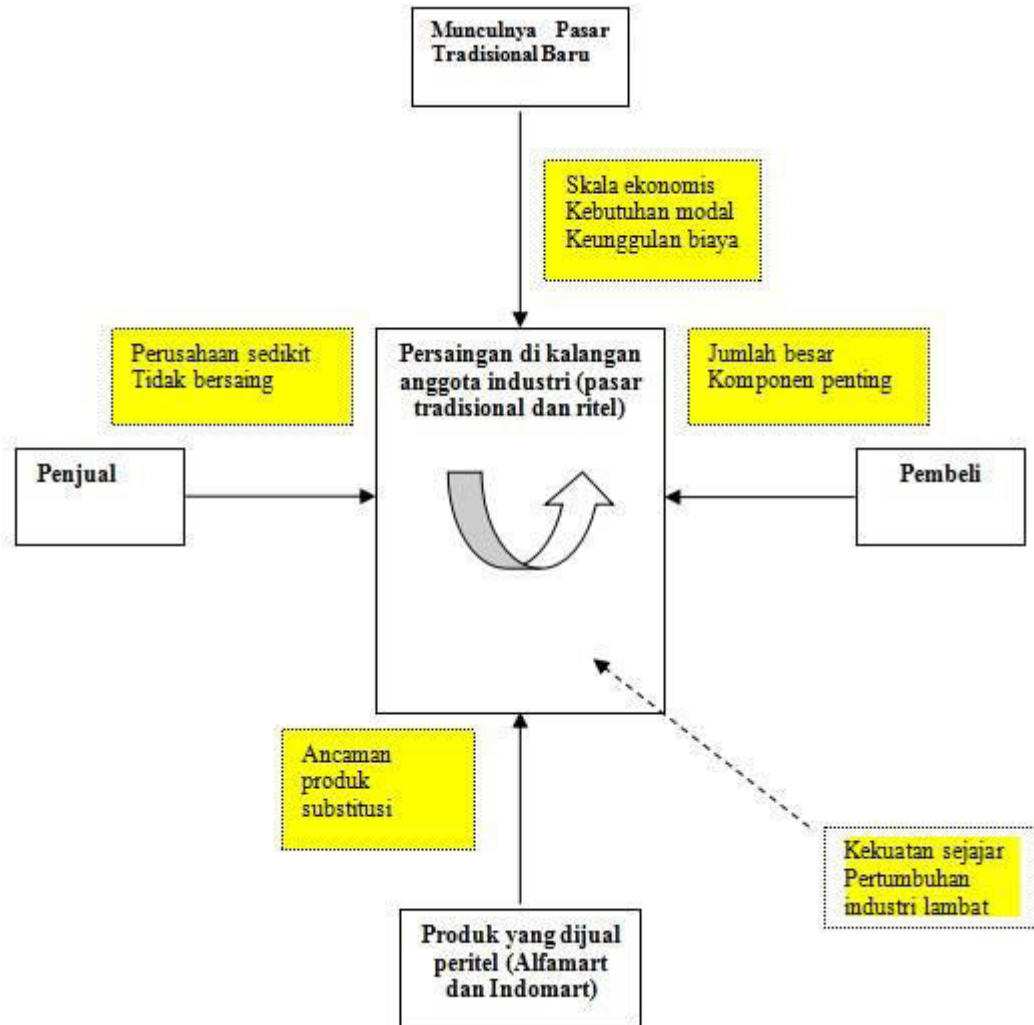 Munculnya Pasar
Tradisional Baru
Skala ekonomis
Kebutuhan modal
Keunggulan biaya
Perusahaan sedikit
Tidak bersaing
Persaingan di kalangan
anggota industri (pasar
tradisional dan ritel)
Jumlah besar
Komponen penting
Penjual
Pembeli
Ancaman
produk
substitusi
Kekuatan sejajar
Pertumbuhan
industri lambat
Produk yang dijual
peritel (Alfamart
dan Indomart)